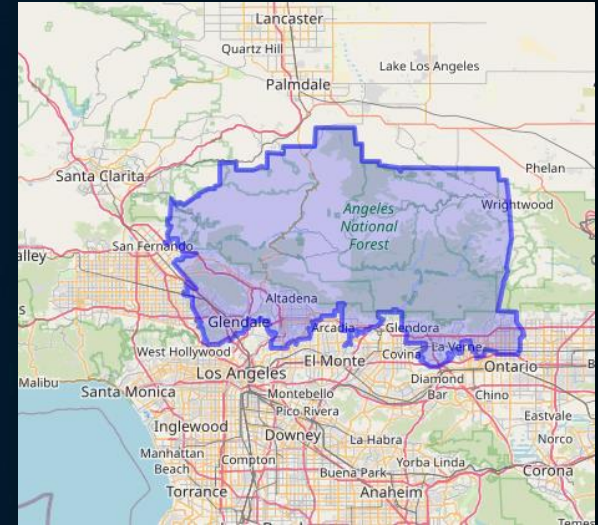 Lancaster
Quartz Hill
Lake Los Angeles
Palmdale
Santa Clarita
Phelan
Wrightwood
Angeles
National
Forest
San Fernando
alley
s
Altadena
Glendale
Arcadia
Glendora
West Hollywood
La Verne
Covina
El Monte
Ontario
Los Angeles
Diamond
Bar
Malibu
Santa Monica
Montebello
Chino
Pico Rivera
Eastvale
Inglewood
Downey
La Habra
Norco
Manhattan
Beach
Compton
Yorba Linda
Buena Park
Corona
Torrance
Anaheim